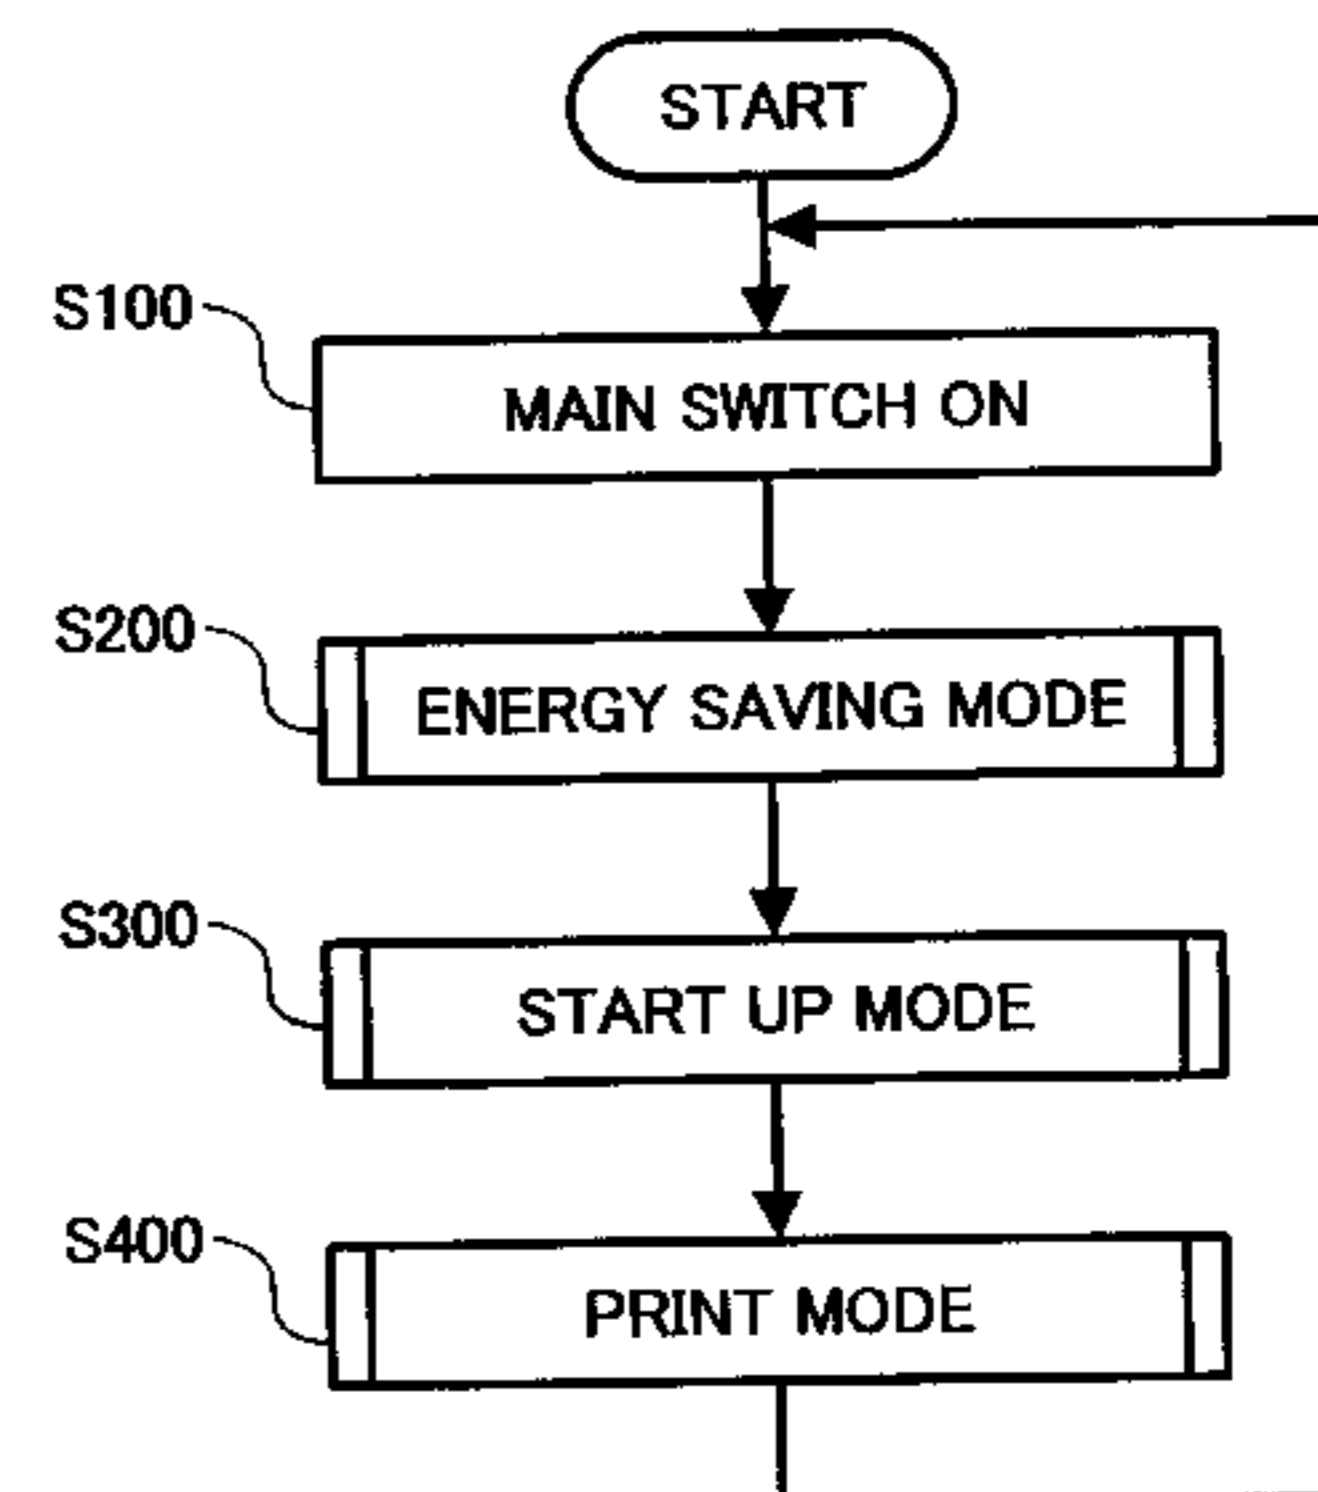 START
S100
MAIN SWITCH ON
S200
ENERGY SAVING MODE
S300
START UP MODE
S400
PRINT MODE